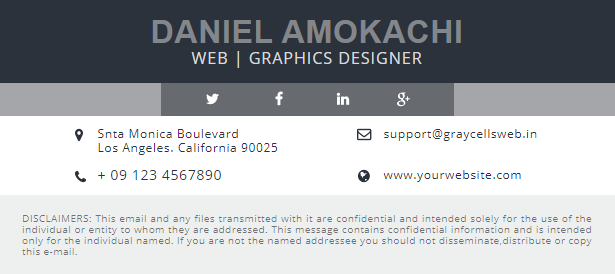 DANIEL AMOKACHI
WEB | GRAPHICS DESIGNER
Snta Monica Boulevard
Los Angeles. California 90025
support@graycellsweb.in
+ 09 123 4567890
www.yourwebsite.com
DISCLAIMERS: This email and any files transmitted with it are confidential and intended solely for the use of the
individual or entity to whom they are addressed. This message contains confidential information and is intended
only for the individual named. If you are not the named addressee you should not disseminate,distribute or copy
this e-mail.